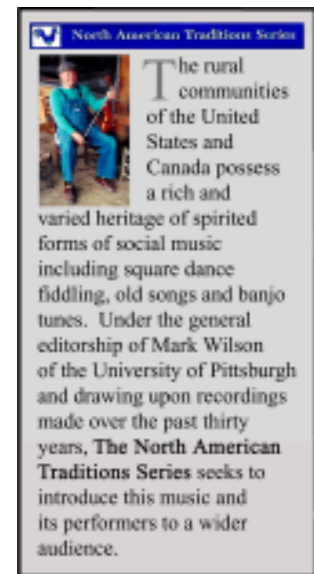 North American Traditions Series
The rural
communities
of the United
States and
Canada possess
a rich and
varied heritage of spirited
forms of social music
including square dance
fiddling, old songs and banjo
tunes. Under the general
editorship of Mark Wilson
of the University of Pittsburgh
and drawing upon recordings
made over the past thirty
years, The North American
Traditions Series seeks to
introduce this music and
its performers to a wider
audience.